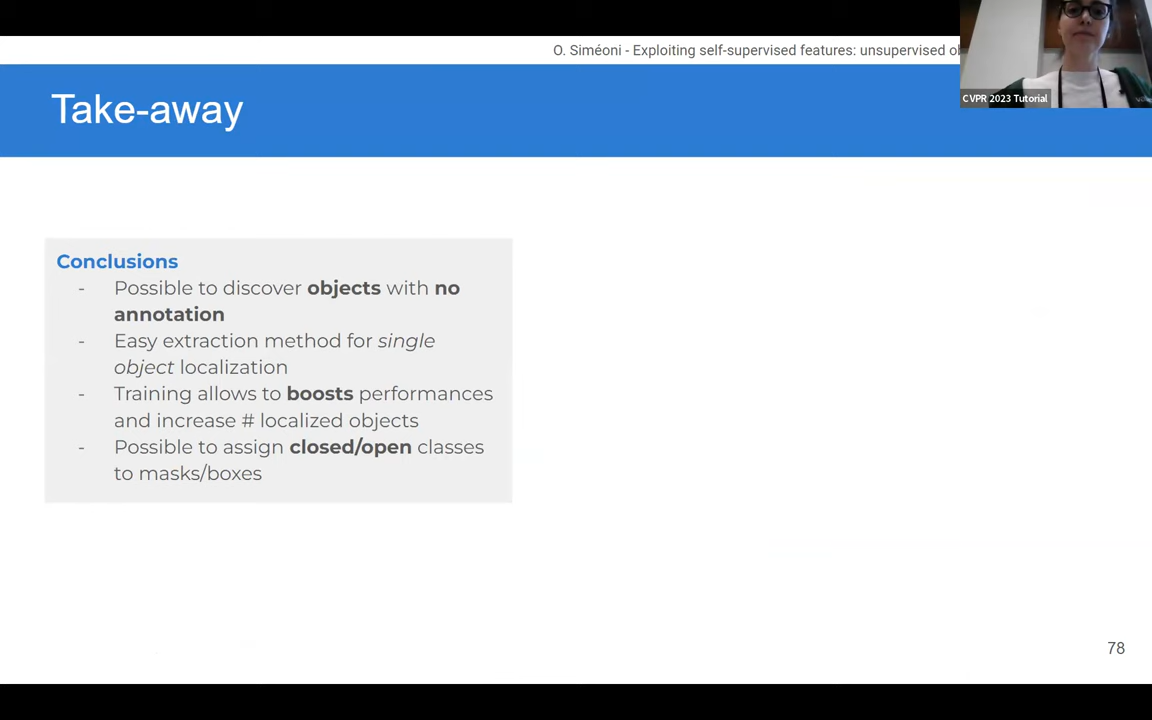 O. Siméoni - Exploiting self-supervised features: unsupervised
CVPR 2023 Tutorial
Take-away
Conclusions
- Possible to discover objects with no
annotation
- Easy extraction method for single
object localization
- Training allows to boosts performances
and increase # localized objects
- Possible to assign closed/open classes
to masks/boxes
78